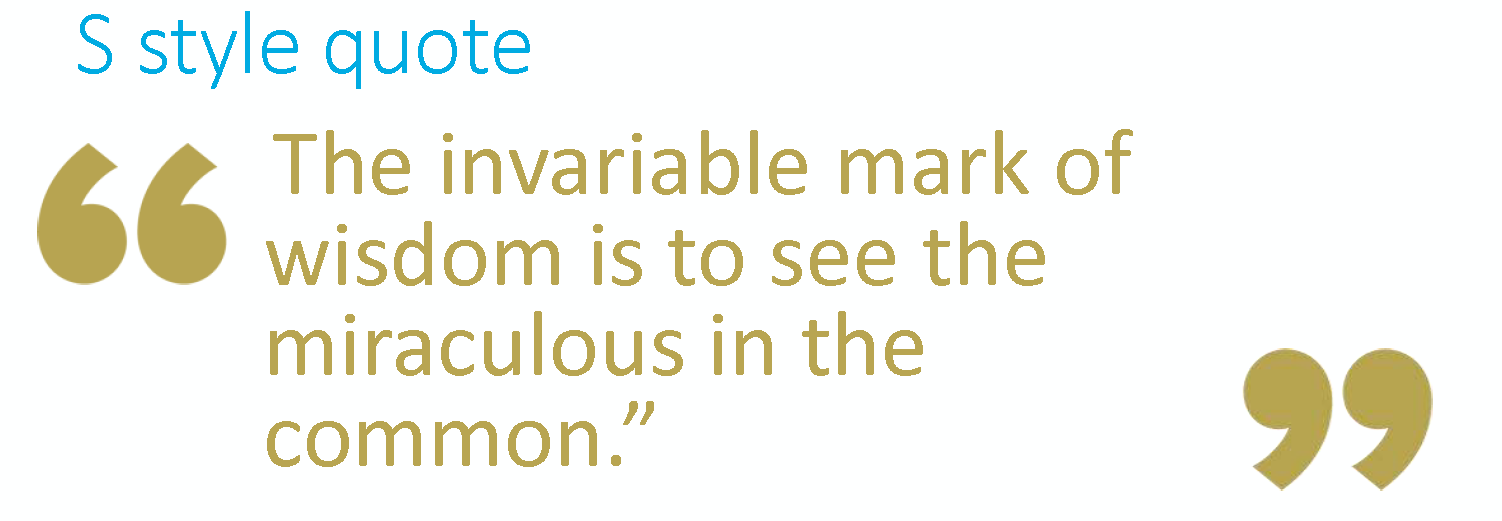 S style quote
“ The invariable mark of
wisdom is to see the
miraculous in the
common.”
”